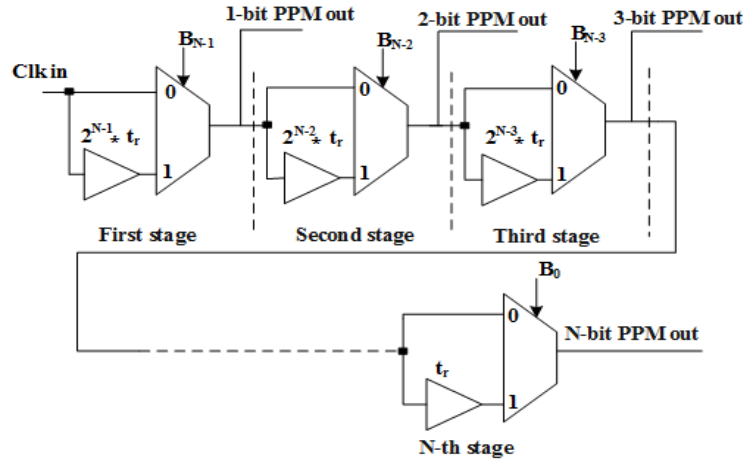 1-bit PPM out
2-bit PPM out
3-bit PPM out
B_{N-1}
B_{N-2}
B_{N-3}
Clk in
0
0
0
2^{N-1} * t_r
2^{N-2} * t_r
2^{N-3} * t_r
1
1
1
First stage
Second stage
Third stage
B_0
0
N-bit PPM out
t_r
1
N-th stage